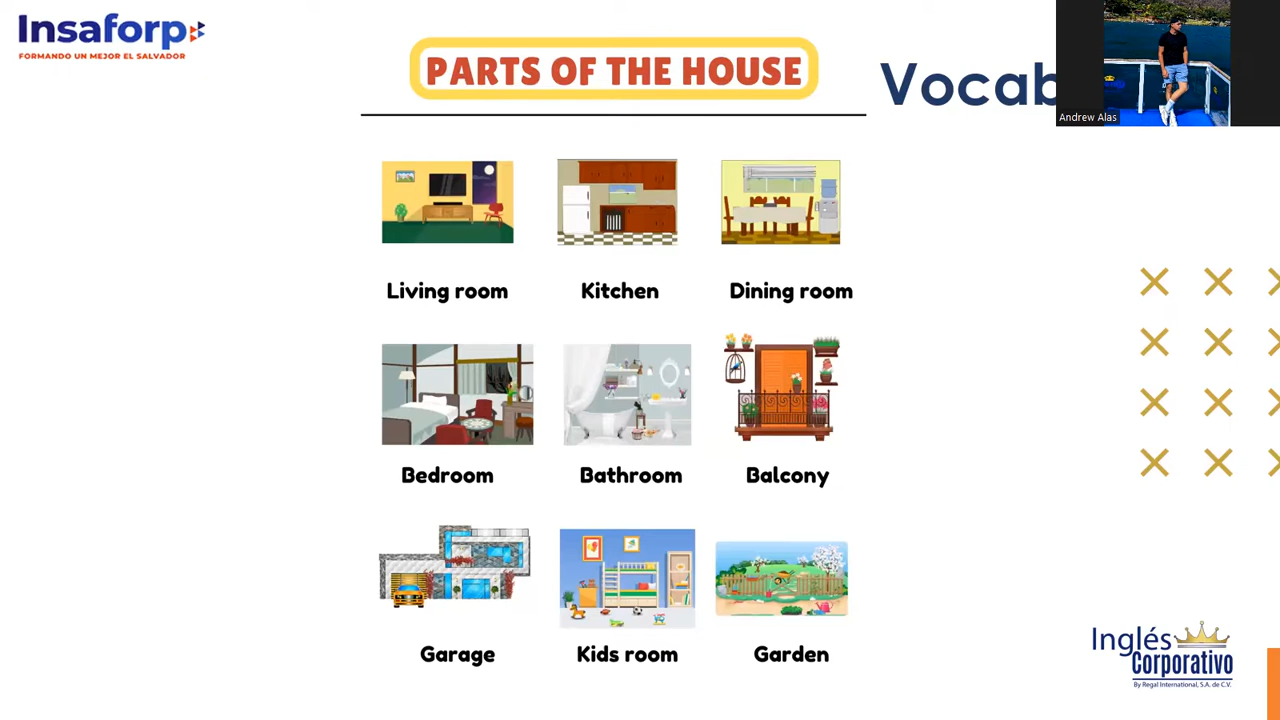 Insaforp
FORMANDO UN MEJOR EL SALVADOR
PARTS OF THE HOUSE
Vocab
Andrew Alas
Living room
Kitchen
Dining room
Bedroom
Bathroom
Balcony
Garage
Kids room
Garden
Inglés
Corporativo
By Regal International, S.A. de C.V.